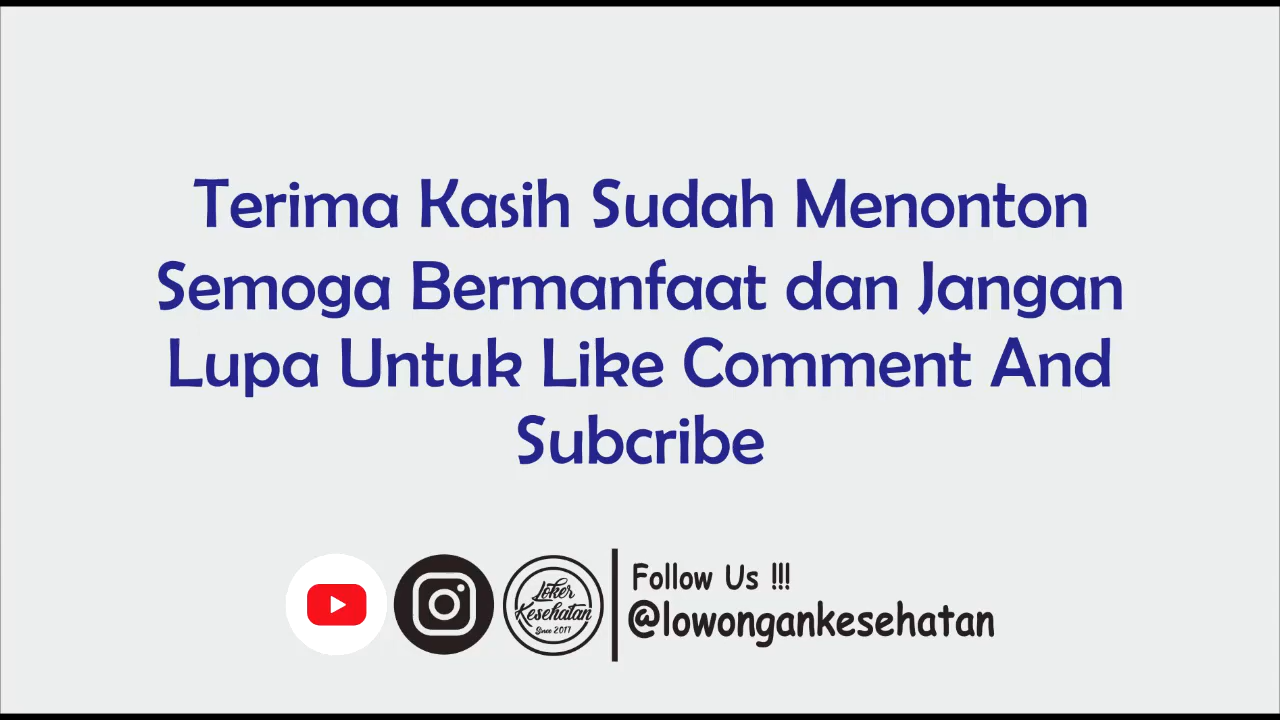 Terima Kasih Sudah Menonton
Semoga Bermanfaat dan Jangan
Lupa Untuk Like Comment And
Subcribe
Loker
Kesehatan
Since 2017
Follow Us !!!
@lowongankesehatan